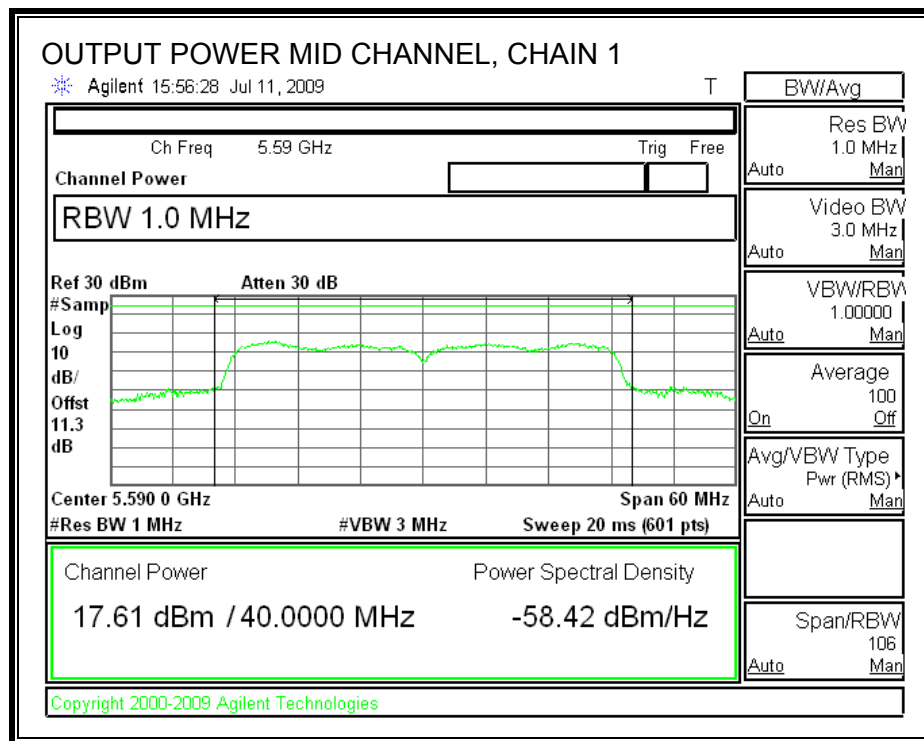 OUTPUT POWER MID CHANNEL, CHAIN 1
Agilent 15:56:28 Jul 11, 2009 T
Ch Freq 5.59 GHz Trig Free
Channel Power
RBW 1.0 MHz
Ref 30 dBm Atten 30 dB
#Samp
Log
10
dB/
Offst
11.3
dB
Center 5.590 0 GHz Span 60 MHz
#Res BW 1 MHz #VBW 3 MHz Sweep 20 ms (601 pts)
Channel Power Power Spectral Density
17.61 dBm / 40.0000 MHz -58.42 dBm/Hz
Copyright 2000-2009 Agilent Technologies
BW/Avg
Res BW
1.0 MHz
Auto Man
Video BW
3.0 MHz
Auto Man
VBW/RBW
1.00000
Auto Man
Average
100
On Off
Avg/VBW Type
Pwr (RMS)
Auto Man
Span/RBW
106
Auto Man